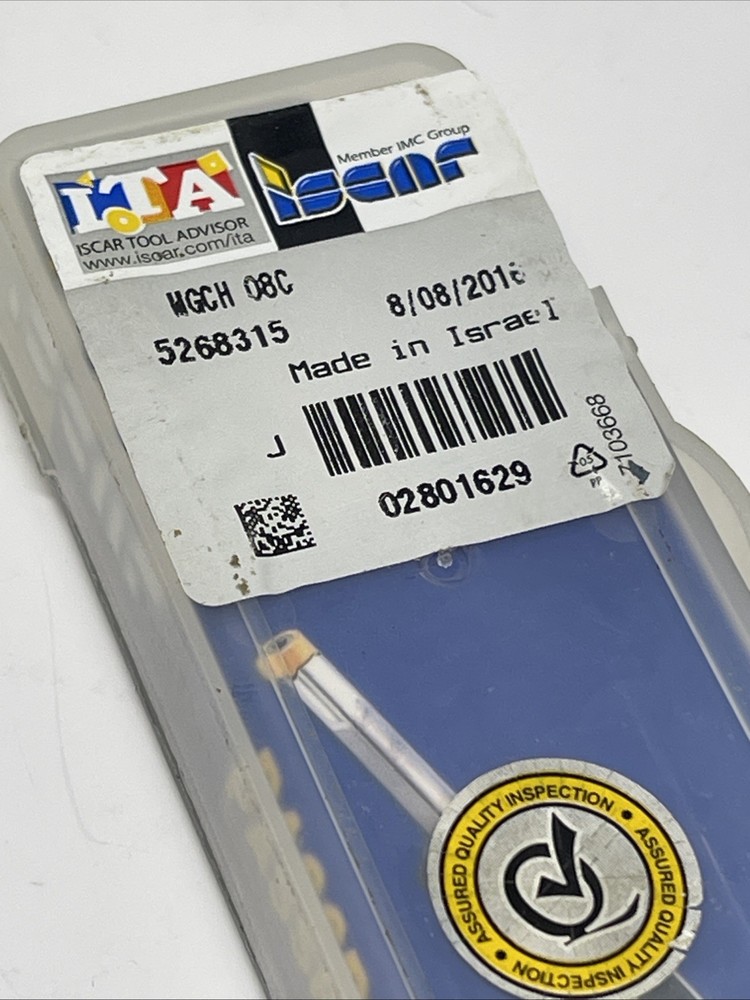 ITA
ISCAR TOOL ADVISOR
www.iscar.com/ita
Member IMC Group
iscar
MGCH 08C
8/08/2016
5268315
Made in Israel
J
02801629
05
PP
7103668
ASSURED QUALITY INSPECTION • ASSURED QUALITY INSPECTION •